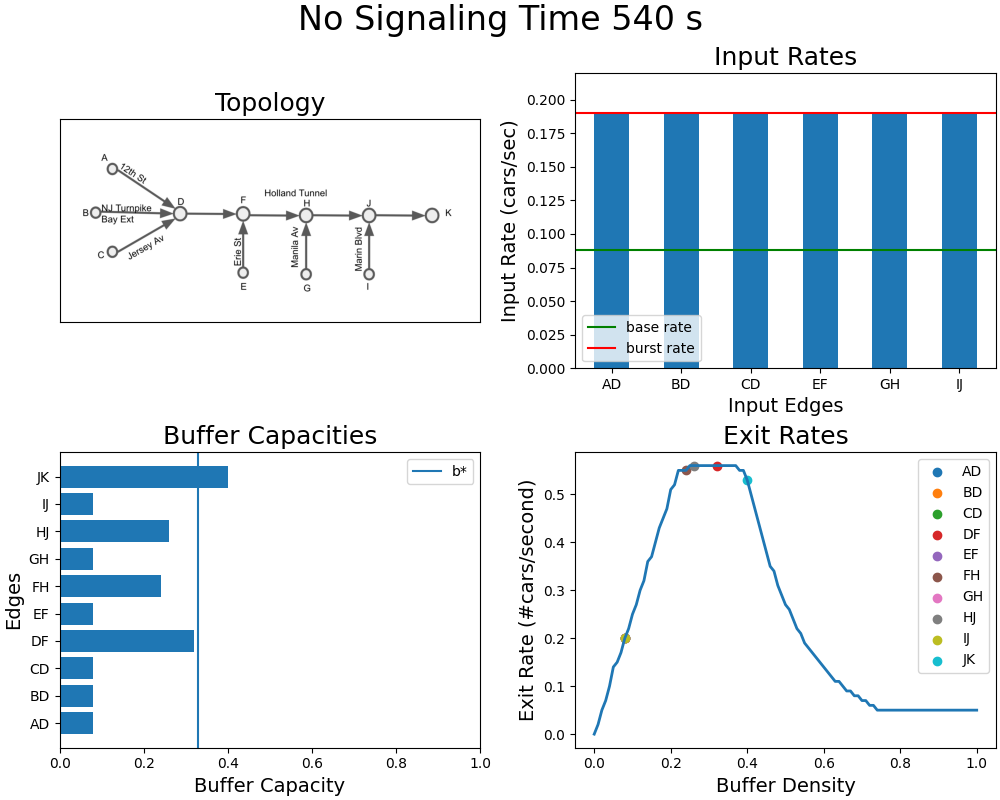 No Signaling Time 540 s
Topology
A
12th St
B
NJ Turnpike
Bay Ext
C
Jersey Av
D
F
Holland Tunnel
H
J
K
Erie St
Manila Av
Marin Blvd
E
G
I
Input Rates
Input Rate (cars/sec)
0.200
0.175
0.150
0.125
0.100
0.075
0.050
0.025
0.000
base rate
burst rate
AD BD CD EF GH IJ
Input Edges
Buffer Capacities
Edges
JK
IJ
HJ
GH
FH
EF
DF
CD
BD
AD
b*
0.0 0.2 0.4 0.6 0.8 1.0
Buffer Capacity
Exit Rates
Exit Rate (#cars/second)
0.5
0.4
0.3
0.2
0.1
0.0
AD
BD
CD
DF
EF
FH
GH
HJ
IJ
JK
0.0 0.2 0.4 0.6 0.8 1.0
Buffer Density